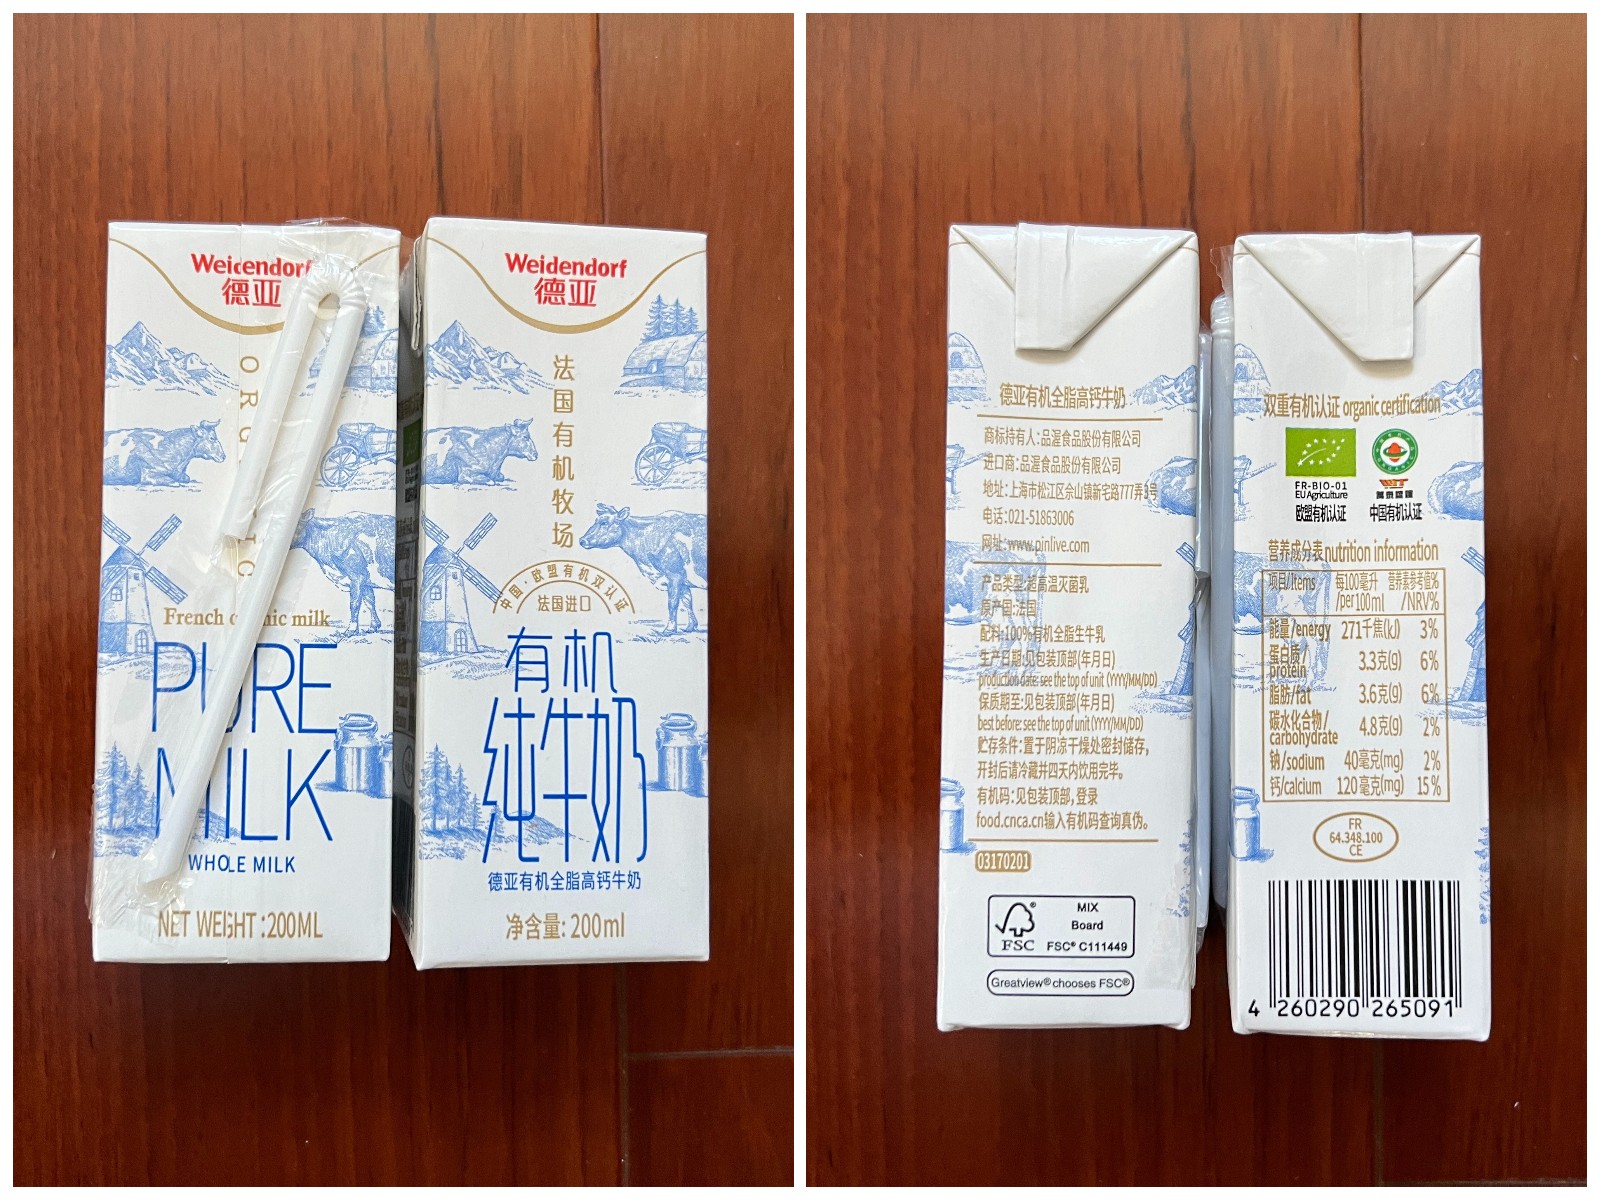 Weidendorf
德亚
French organic milk
PURE
MILK
WHOLE MILK
NET WEIGHT:200ML
Weidendorf
德亚
法国有机牧场
中国·欧盟有机双认证
法国进口
有机
纯牛奶
德亚有机全脂高钙牛奶
净含量: 200ml
德亚有机全脂高钙牛奶
商标持有人:品渥食品股份有限公司
进口商:品渥食品股份有限公司
地址:上海市松江区佘山镇新宅路777弄3号
电话:021-51863006
网址:www.pinlive.com
产品类型:超高温灭菌乳
原产国:法国
配料:100%有机全脂生牛乳
生产日期:见包装顶部(年月日)
production date: see the top of unit (YYYY/MM/DD)
保质期至:见包装顶部(年月日)
best before: see the top of unit (YYYY/MM/DD)
贮存条件:置于阴凉干燥处密封储存,
开封后请冷藏并四天内饮用完毕。
有机码:见包装顶部,登录
food.cnca.cn输入有机码查询真伪。
03170201
FSC®
MIX
Board
FSC® C111449
Greatview® chooses FSC®
双重有机认证 organic certification
FR-BIO-01
EU Agriculture
欧盟有机认证
中国有机认证
营养成分表 nutrition information
项目/Items 每100毫升/per100ml 营养素参考值%/NRV%
能量/energy 271千焦(kJ) 3%
蛋白质/protein 3.3克(g) 6%
脂肪/fat 3.6克(g) 6%
碳水化合物/carbohydrate 4.8克(g) 2%
钠/sodium 40毫克(mg) 2%
钙/calcium 120毫克(mg) 15%
FR
64.348.100
CE
4 260290 265091